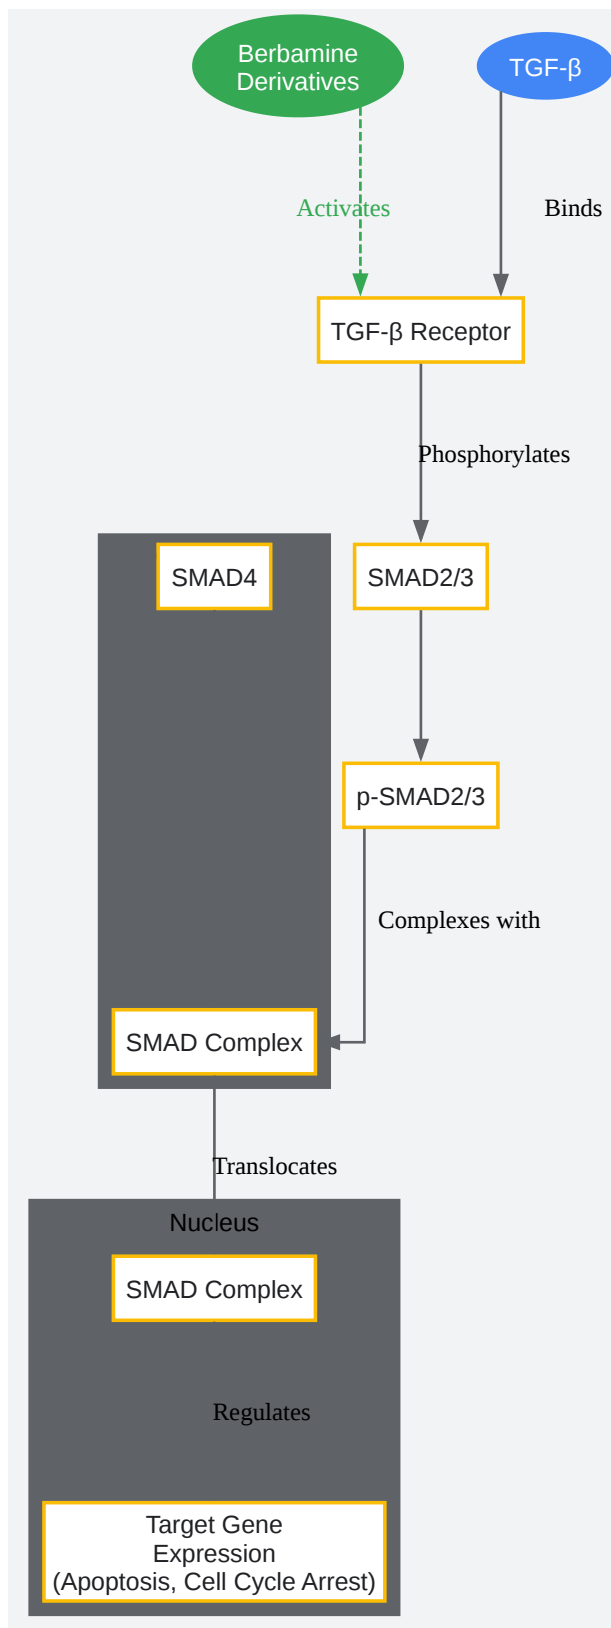 Berbamine
Derivatives
TGF-β
Activates
Binds
TGF-β Receptor
Phosphorylates
SMAD4
SMAD2/3
p-SMAD2/3
Complexes with
SMAD Complex
Translocates
Nucleus
SMAD Complex
Regulates
Target Gene
Expression
(Apoptosis, Cell Cycle Arrest)